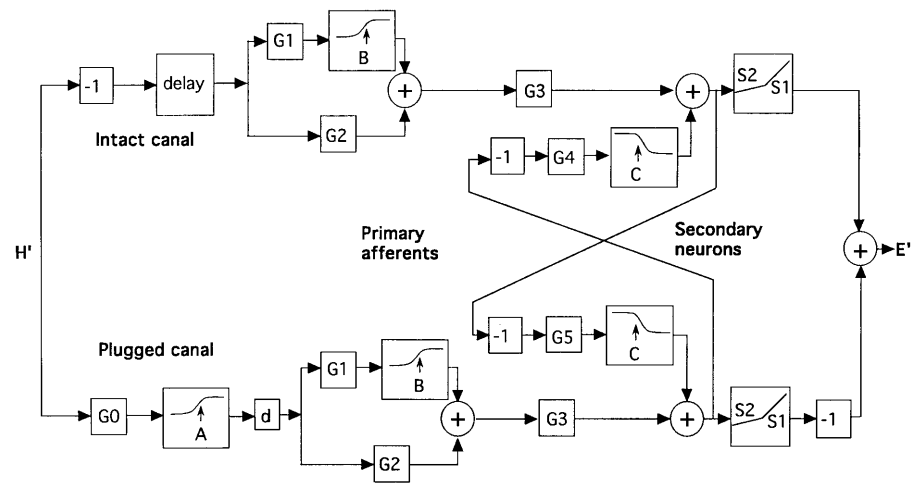 G1
B
-1
delay
G3
S2
S1
G2
Intact canal
-1
G4
C
H'
Primary
afferents
Secondary
neurons
E'
-1
G5
C
Plugged canal
G1
B
G0
A
d
G3
S2
S1
-1
G2